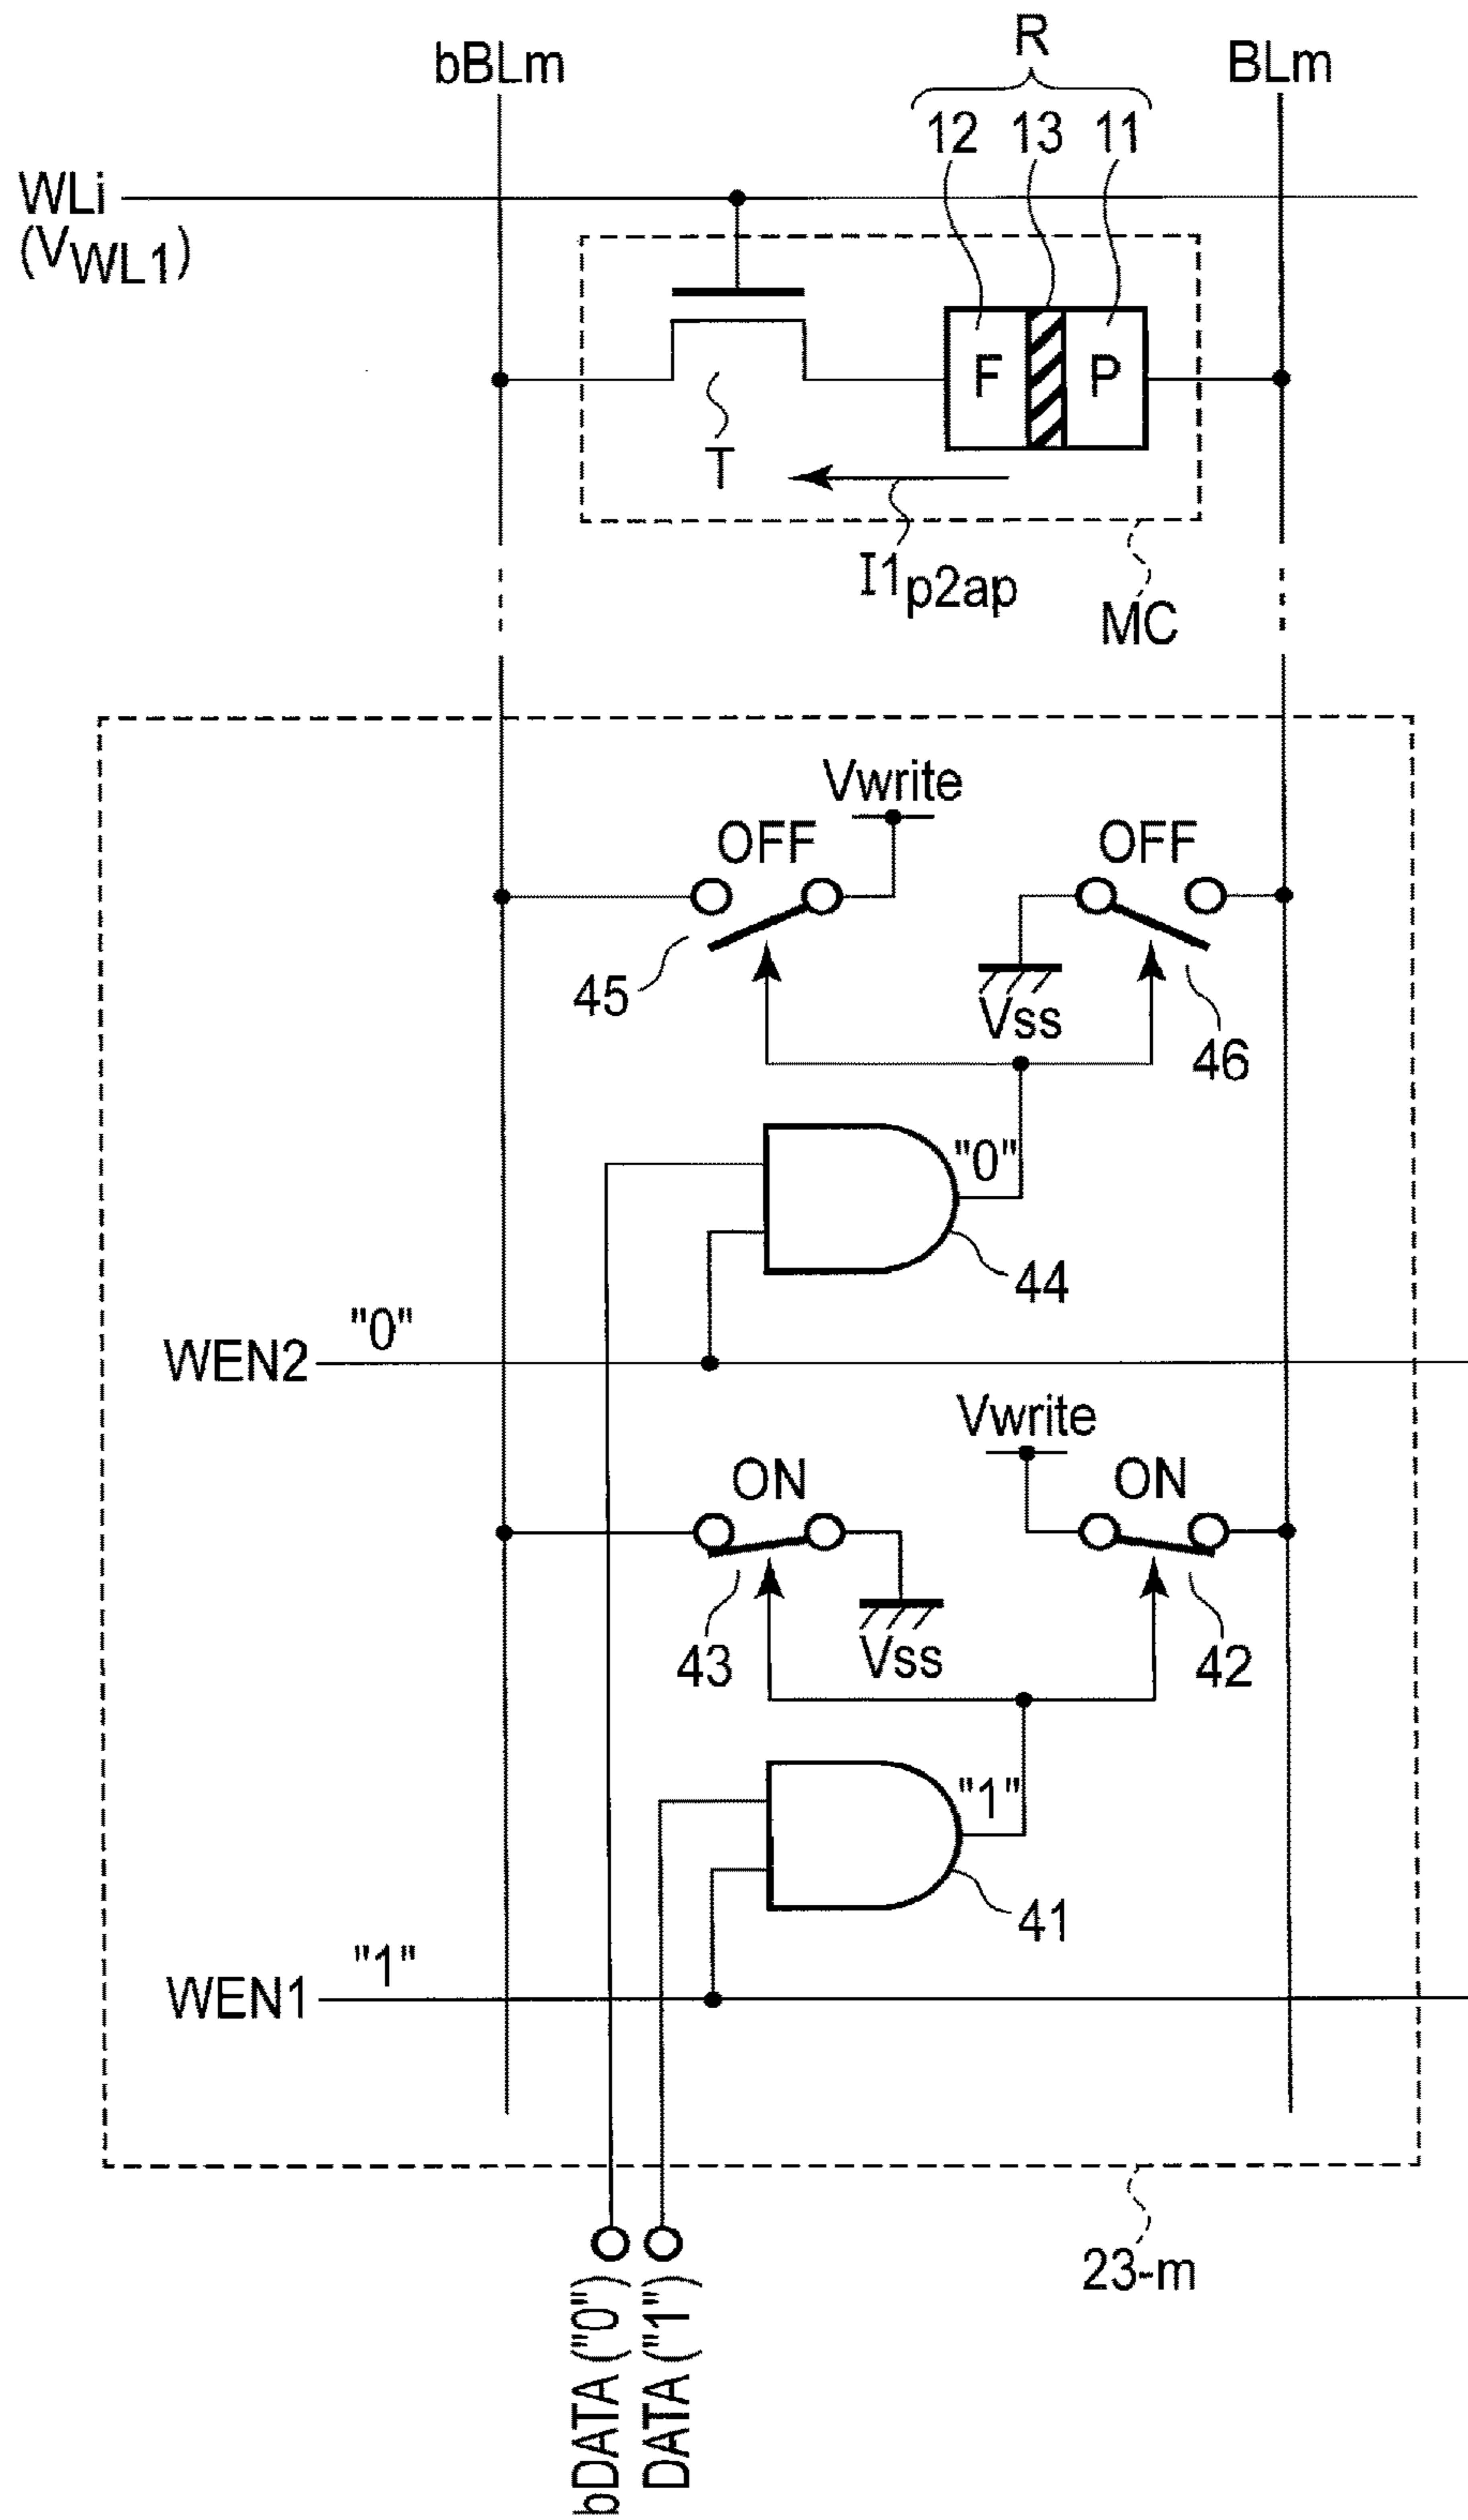 bBLm
R
BLm
12 13 11
WLi
(VWL1)
F
P
T
I1p2ap
MC
Vwrite
OFF
OFF
45
Vss
46
"0"
44
"0"
WEN2
Vwrite
ON
ON
43
Vss
42
"1"
41
"1"
WEN1
23-m
bDATA ("0")
DATA ("1")